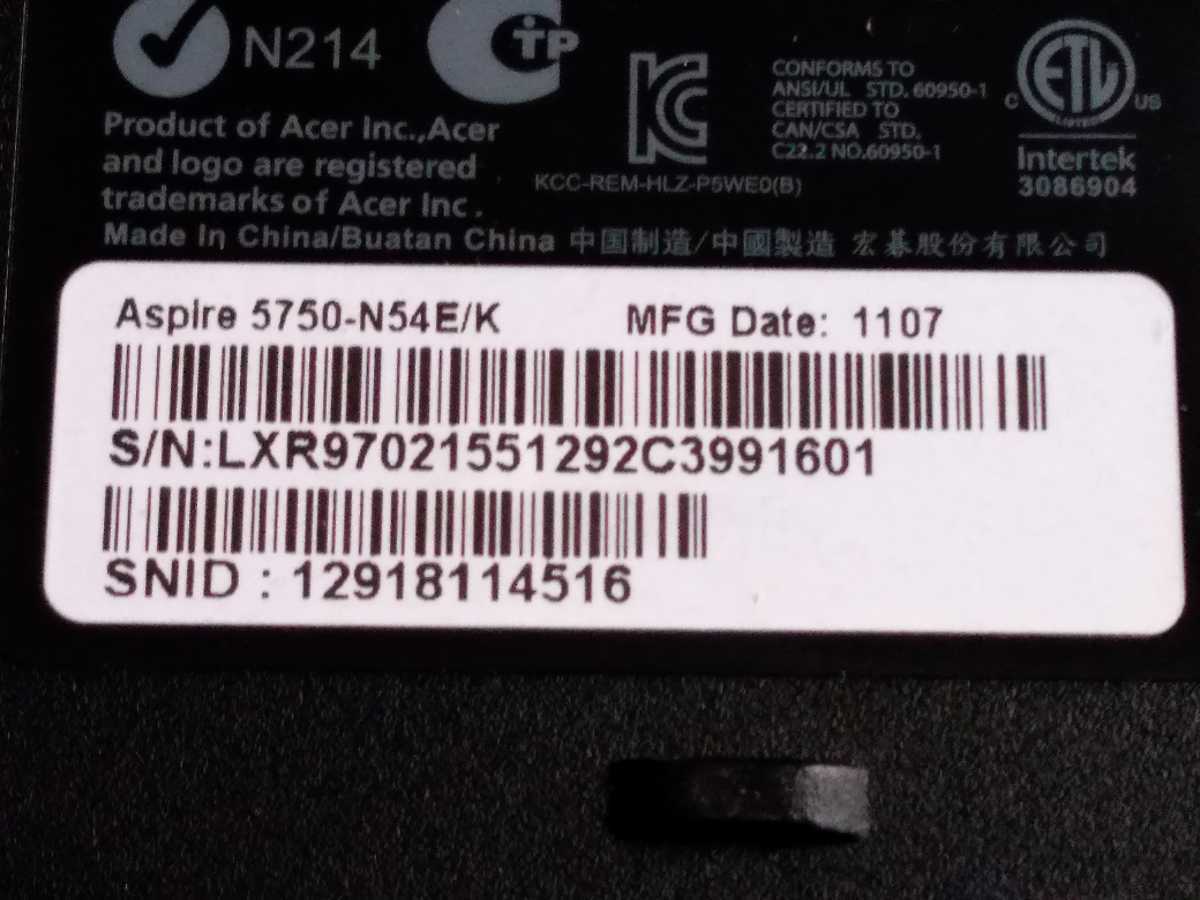 N214
Product of Acer Inc.,Acer
and logo are registered
trademarks of Acer Inc.
Made In China/Buatan China 中国制造/中國製造 宏碁股份有限公司
KCC-REM-HLZ-P5WE0(B)
CONFORMS TO
ANSI/UL STD. 60950-1
CERTIFIED TO
CAN/CSA STD.
C22.2 NO.60950-1
C ETL US
LISTED
Intertek
3086904
Aspire 5750-N54E/K MFG Date: 1107
S/N:LXR97021551292C3991601
SNID : 12918114516